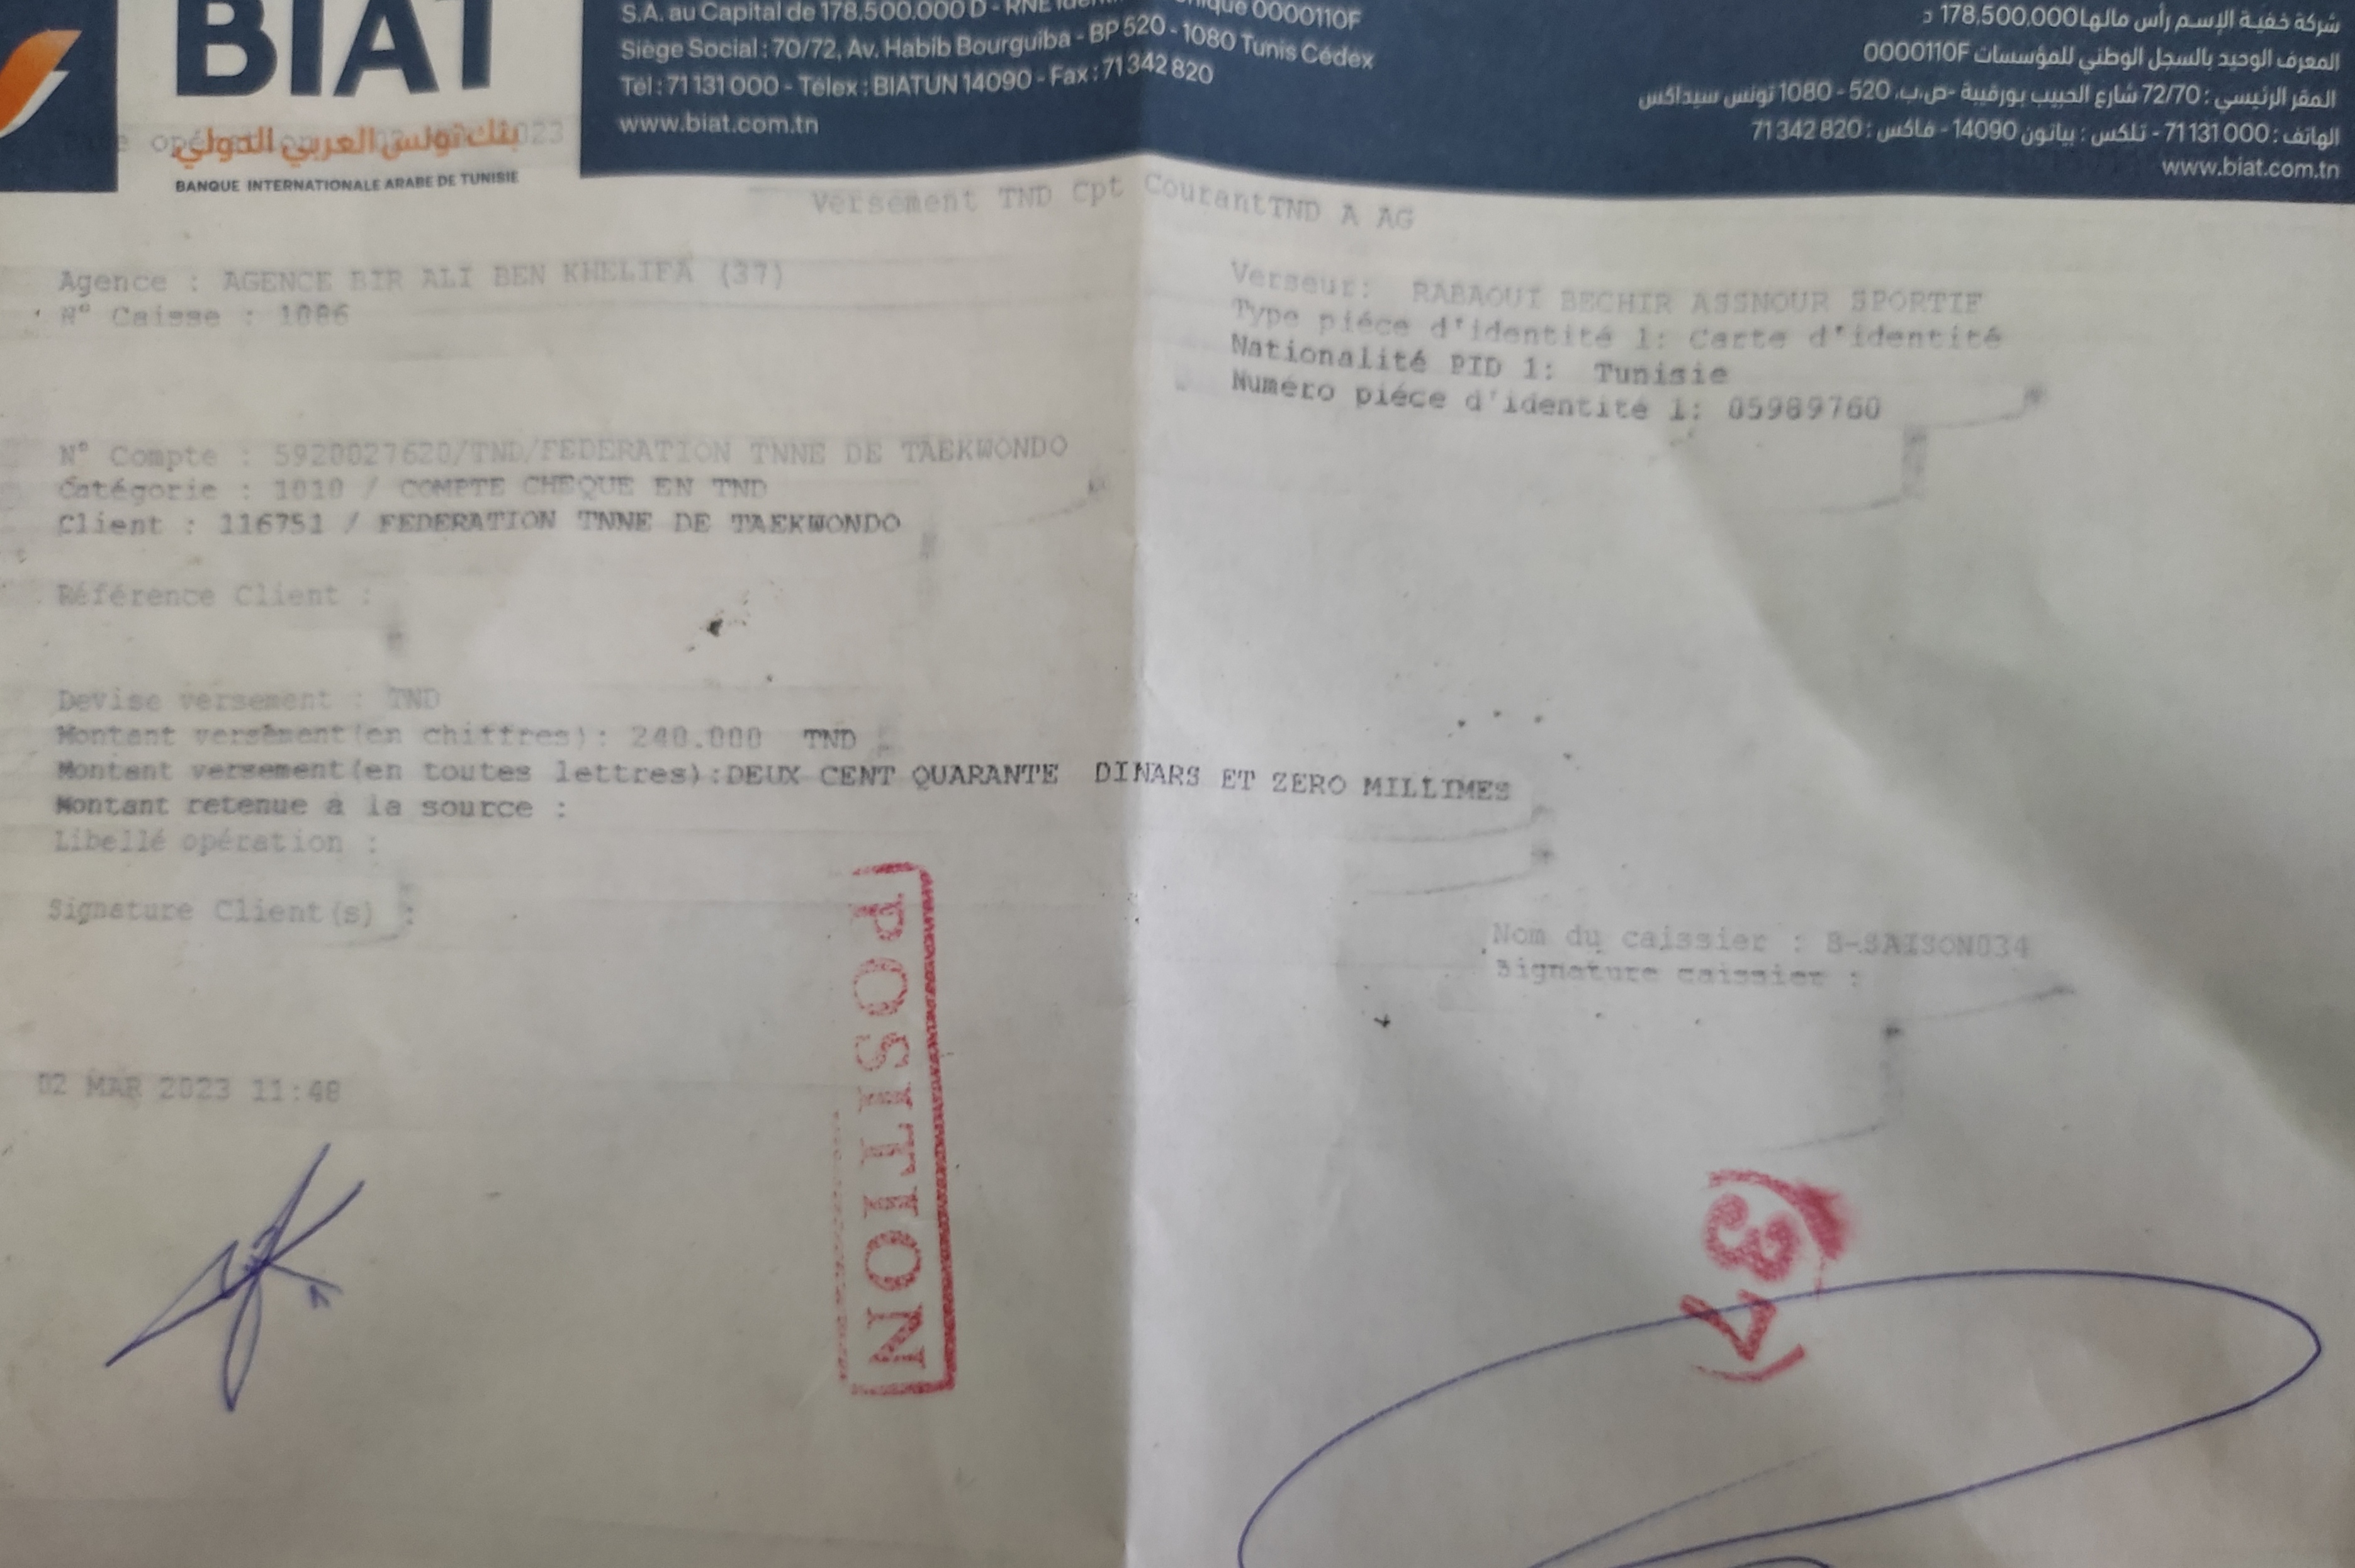 BIAT
بنك تونس العربي الدولي
BANQUE INTERNATIONALE ARABE DE TUNISIE
S.A. au Capital de 178.500.000 D - RNE 0000110F
Siège Social : 70/72, Av. Habib Bourguiba - BP 520 - 1080 Tunis Cédex
Tél : 71 131 000 - Télex : BIATUN 14090 - Fax : 71 342 820
www.biat.com.tn
شركة خفية الإسم رأس مالها 178,500,000 د
المعرف الوحيد بالسجل الوطني للمؤسسات 0000110F
المقر الرئيسي : 72/70 شارع الحبيب بورقيبة -ص.ب. 520 - 1080 تونس سيداكس
الهاتف : 71131000 - تلكس : بياتون 14090 - فاكس : 71342820
www.biat.com.tn
Versement TND Cpt CourantTND A AG
Agence : AGENCE BIR ALI BEN KHELIFA (37)
N° Caisse : 1086
Verseur: RABAOUI BECHIR ASSNOUR SPORTIF
Type piéce d'identité 1: Carte d'identité
Nationalité PID 1: Tunisie
Numéro piéce d'identité 1: 05989760
N° Compte : 5920027620/TND/FEDERATION TNNE DE TAEKWONDO
Catégorie : 1010 / COMPTE CHEQUE EN TND
Client : 116751 / FEDERATION TNNE DE TAEKWONDO
Référence Client :
Devise versement : TND
Montant versement(en chiffres): 240.000 TND
Montant versement(en toutes lettres):DEUX CENT QUARANTE DINARS ET ZERO MILLIMES
Montant retenue à la source :
Libellé opération :
Signature Client(s) :
Nom du caissier : S-SAISON034
Signature caissier :
02 MAR 2023 11:48
POSITION
37